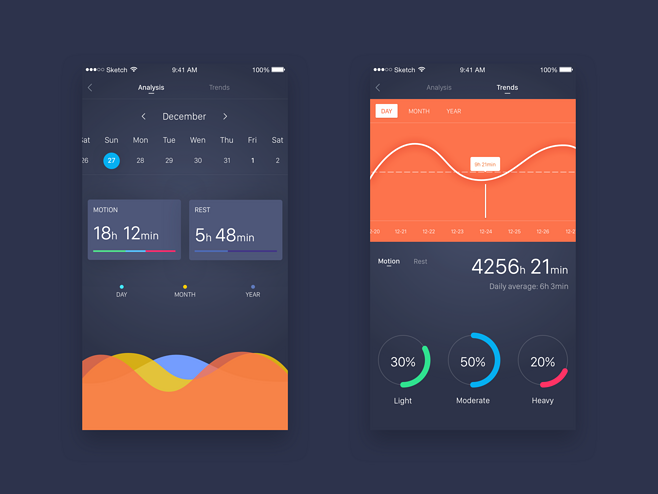 ●●●○○ Sketch 9:41 AM 100%
Analysis Trends
December
Sat Sun Mon Tue Wed Thu Fri Sat
26 27 28 29 30 31 1 2
MOTION
18h 12min
REST
5h 48min
DAY MONTH YEAR
●●●○○ Sketch 9:41 AM 100%
Analysis Trends
DAY MONTH YEAR
9h 21min
2-20 12-21 12-22 12-23 12-24 12-25 12-26 12-2
Motion Rest
4256h 21min
Daily average: 6h 3min
30% 50% 20%
Light Moderate Heavy